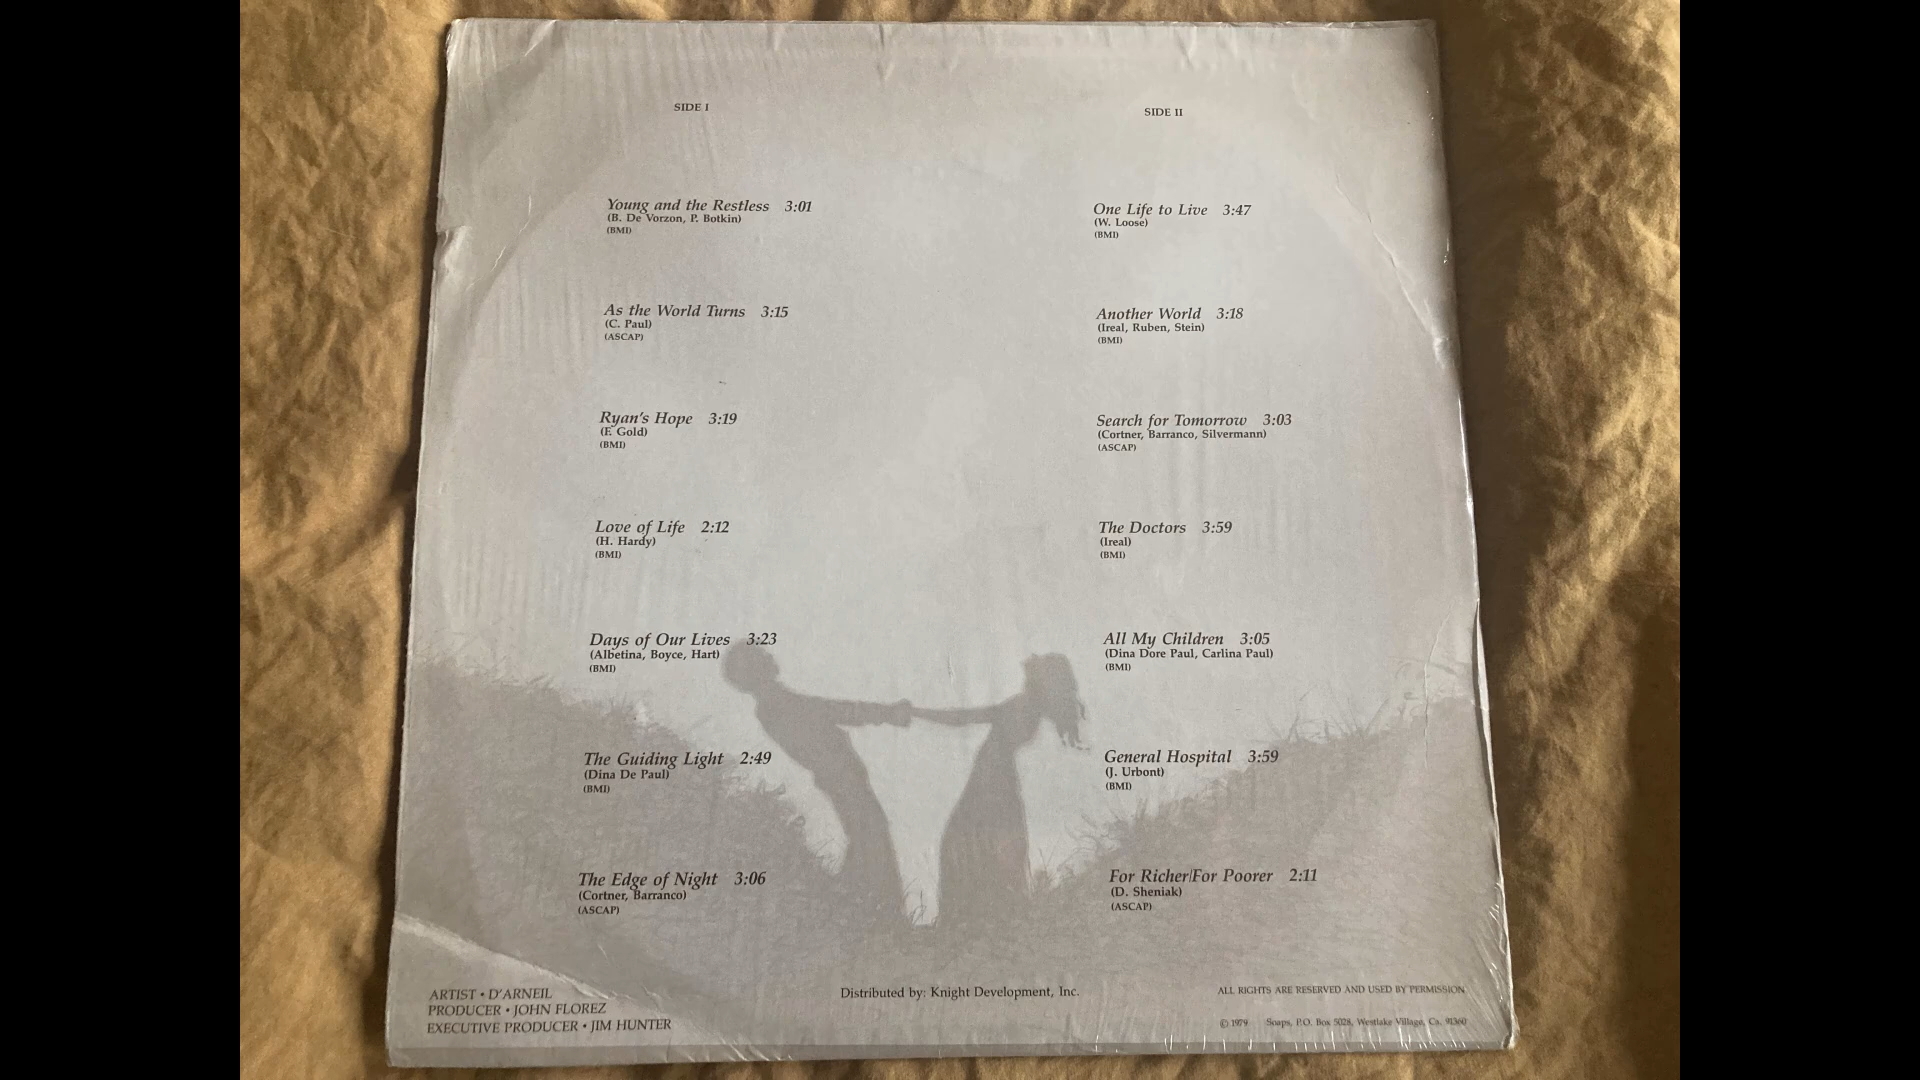 SIDE I
Young and the Restless 3:01
(B. De Vorzon, P. Botkin)
(BMI)
As the World Turns 3:15
(C. Paul)
(ASCAP)
Ryan's Hope 3:19
(F. Gold)
(BMI)
Love of Life 2:12
(H. Hardy)
(BMI)
Days of Our Lives 3:23
(Albetina, Boyce, Hart)
(BMI)
The Guiding Light 2:49
(Dina De Paul)
(BMI)
The Edge of Night 3:06
(Cortner, Barranco)
(ASCAP)
SIDE II
One Life to Live 3:47
(W. Loose)
(BMI)
Another World 3:18
(Ireal, Ruben, Stein)
(BMI)
Search for Tomorrow 3:03
(Cortner, Barranco, Silvermann)
(ASCAP)
The Doctors 3:59
(Ireal)
(BMI)
All My Children 3:05
(Dina Dore Paul, Carlina Paul)
(BMI)
General Hospital 3:59
(J. Urbont)
(BMI)
For Richer/For Poorer 2:11
(D. Sheniak)
(ASCAP)
ARTIST • D'ARNEIL
PRODUCER • JOHN FLOREZ
EXECUTIVE PRODUCER • JIM HUNTER
Distributed by: Knight Development, Inc.
ALL RIGHTS ARE RESERVED AND USED BY PERMISSION
© 1979 Soaps, P.O. Box 5028, Westlake Village, Ca. 91360